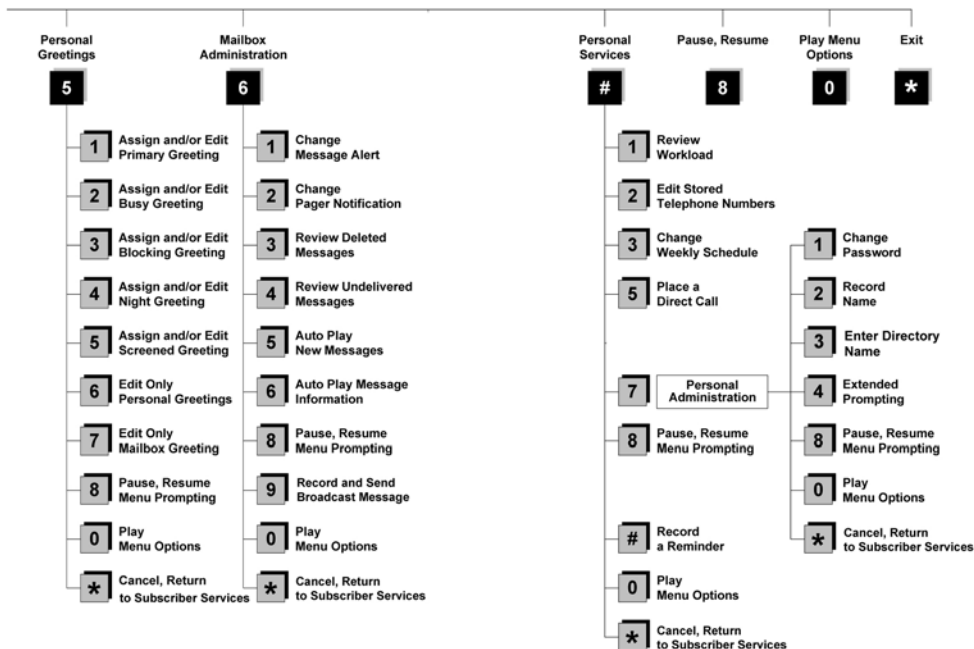 Personal
Greetings
5
Mailbox
Administration
6
Personal
Services
#
Pause, Resume
8
Play Menu
Options
0
Exit
*
1
Assign and/or Edit
Primary Greeting
2
Assign and/or Edit
Busy Greeting
3
Assign and/or Edit
Blocking Greeting
4
Assign and/or Edit
Night Greeting
5
Assign and/or Edit
Screened Greeting
6
Edit Only
Personal Greetings
7
Edit Only
Mailbox Greeting
8
Pause, Resume
Menu Prompting
0
Play
Menu Options
*
Cancel, Return
to Subscriber Services
1
Change
Message Alert
2
Change
Pager Notification
3
Review Deleted
Messages
4
Review Undelivered
Messages
5
Auto Play
New Messages
6
Auto Play Message
Information
8
Pause, Resume
Menu Prompting
9
Record and Send
Broadcast Message
0
Play
Menu Options
*
Cancel, Return
to Subscriber Services
1
Review
Workload
2
Edit Stored
Telephone Numbers
3
Change
Weekly Schedule
5
Place a
Direct Call
7
Personal
Administration
8
Pause, Resume
Menu Prompting
#
Record
a Reminder
0
Play
Menu Options
*
Cancel, Return
to Subscriber Services
1
Change
Password
2
Record
Name
3
Enter Directory
Name
4
Extended
Prompting
8
Pause, Resume
Menu Prompting
0
Play
Menu Options
*
Cancel, Return
to Subscriber Services